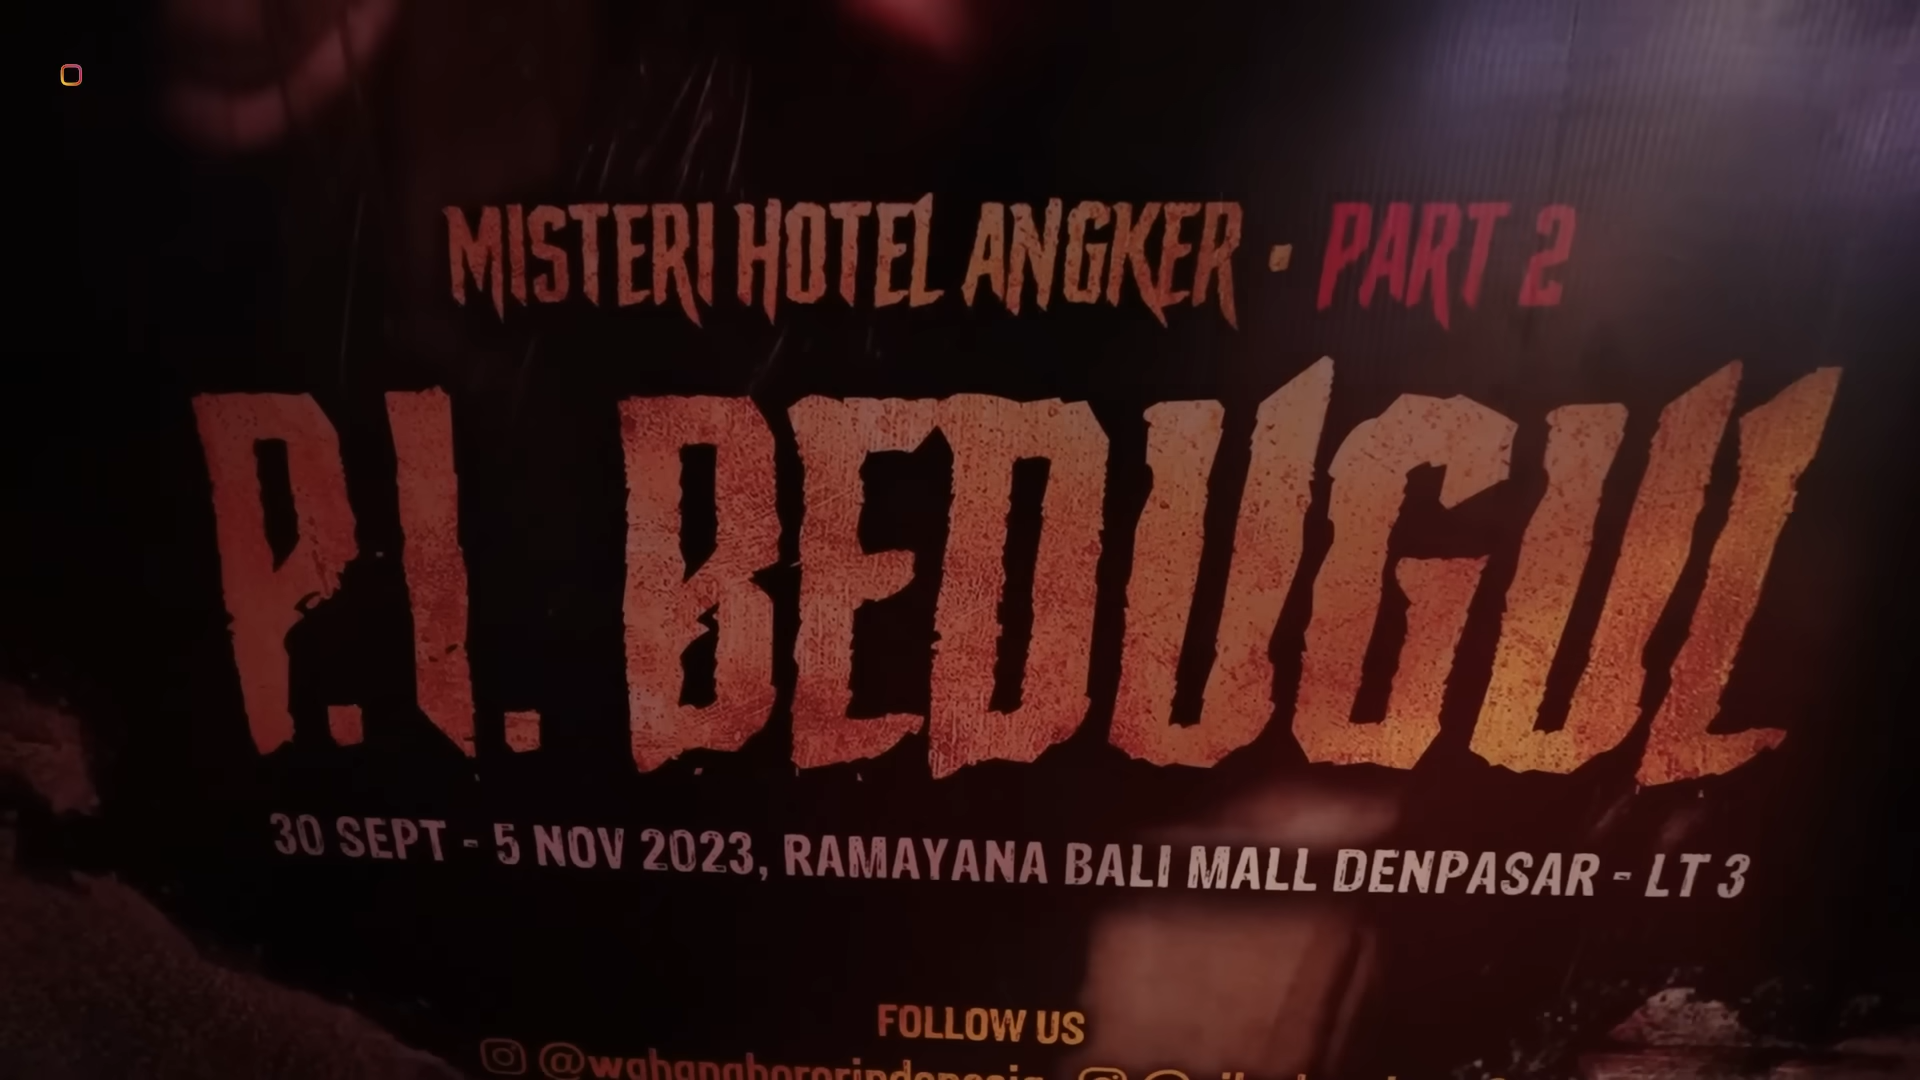 MISTERI HOTEL ANGKER · PART 2
P.I. BEDUGUL
30 SEPT - 5 NOV 2023, RAMAYANA BALI MALL DENPASAR - LT 3
FOLLOW US
@wahanahororindonesia